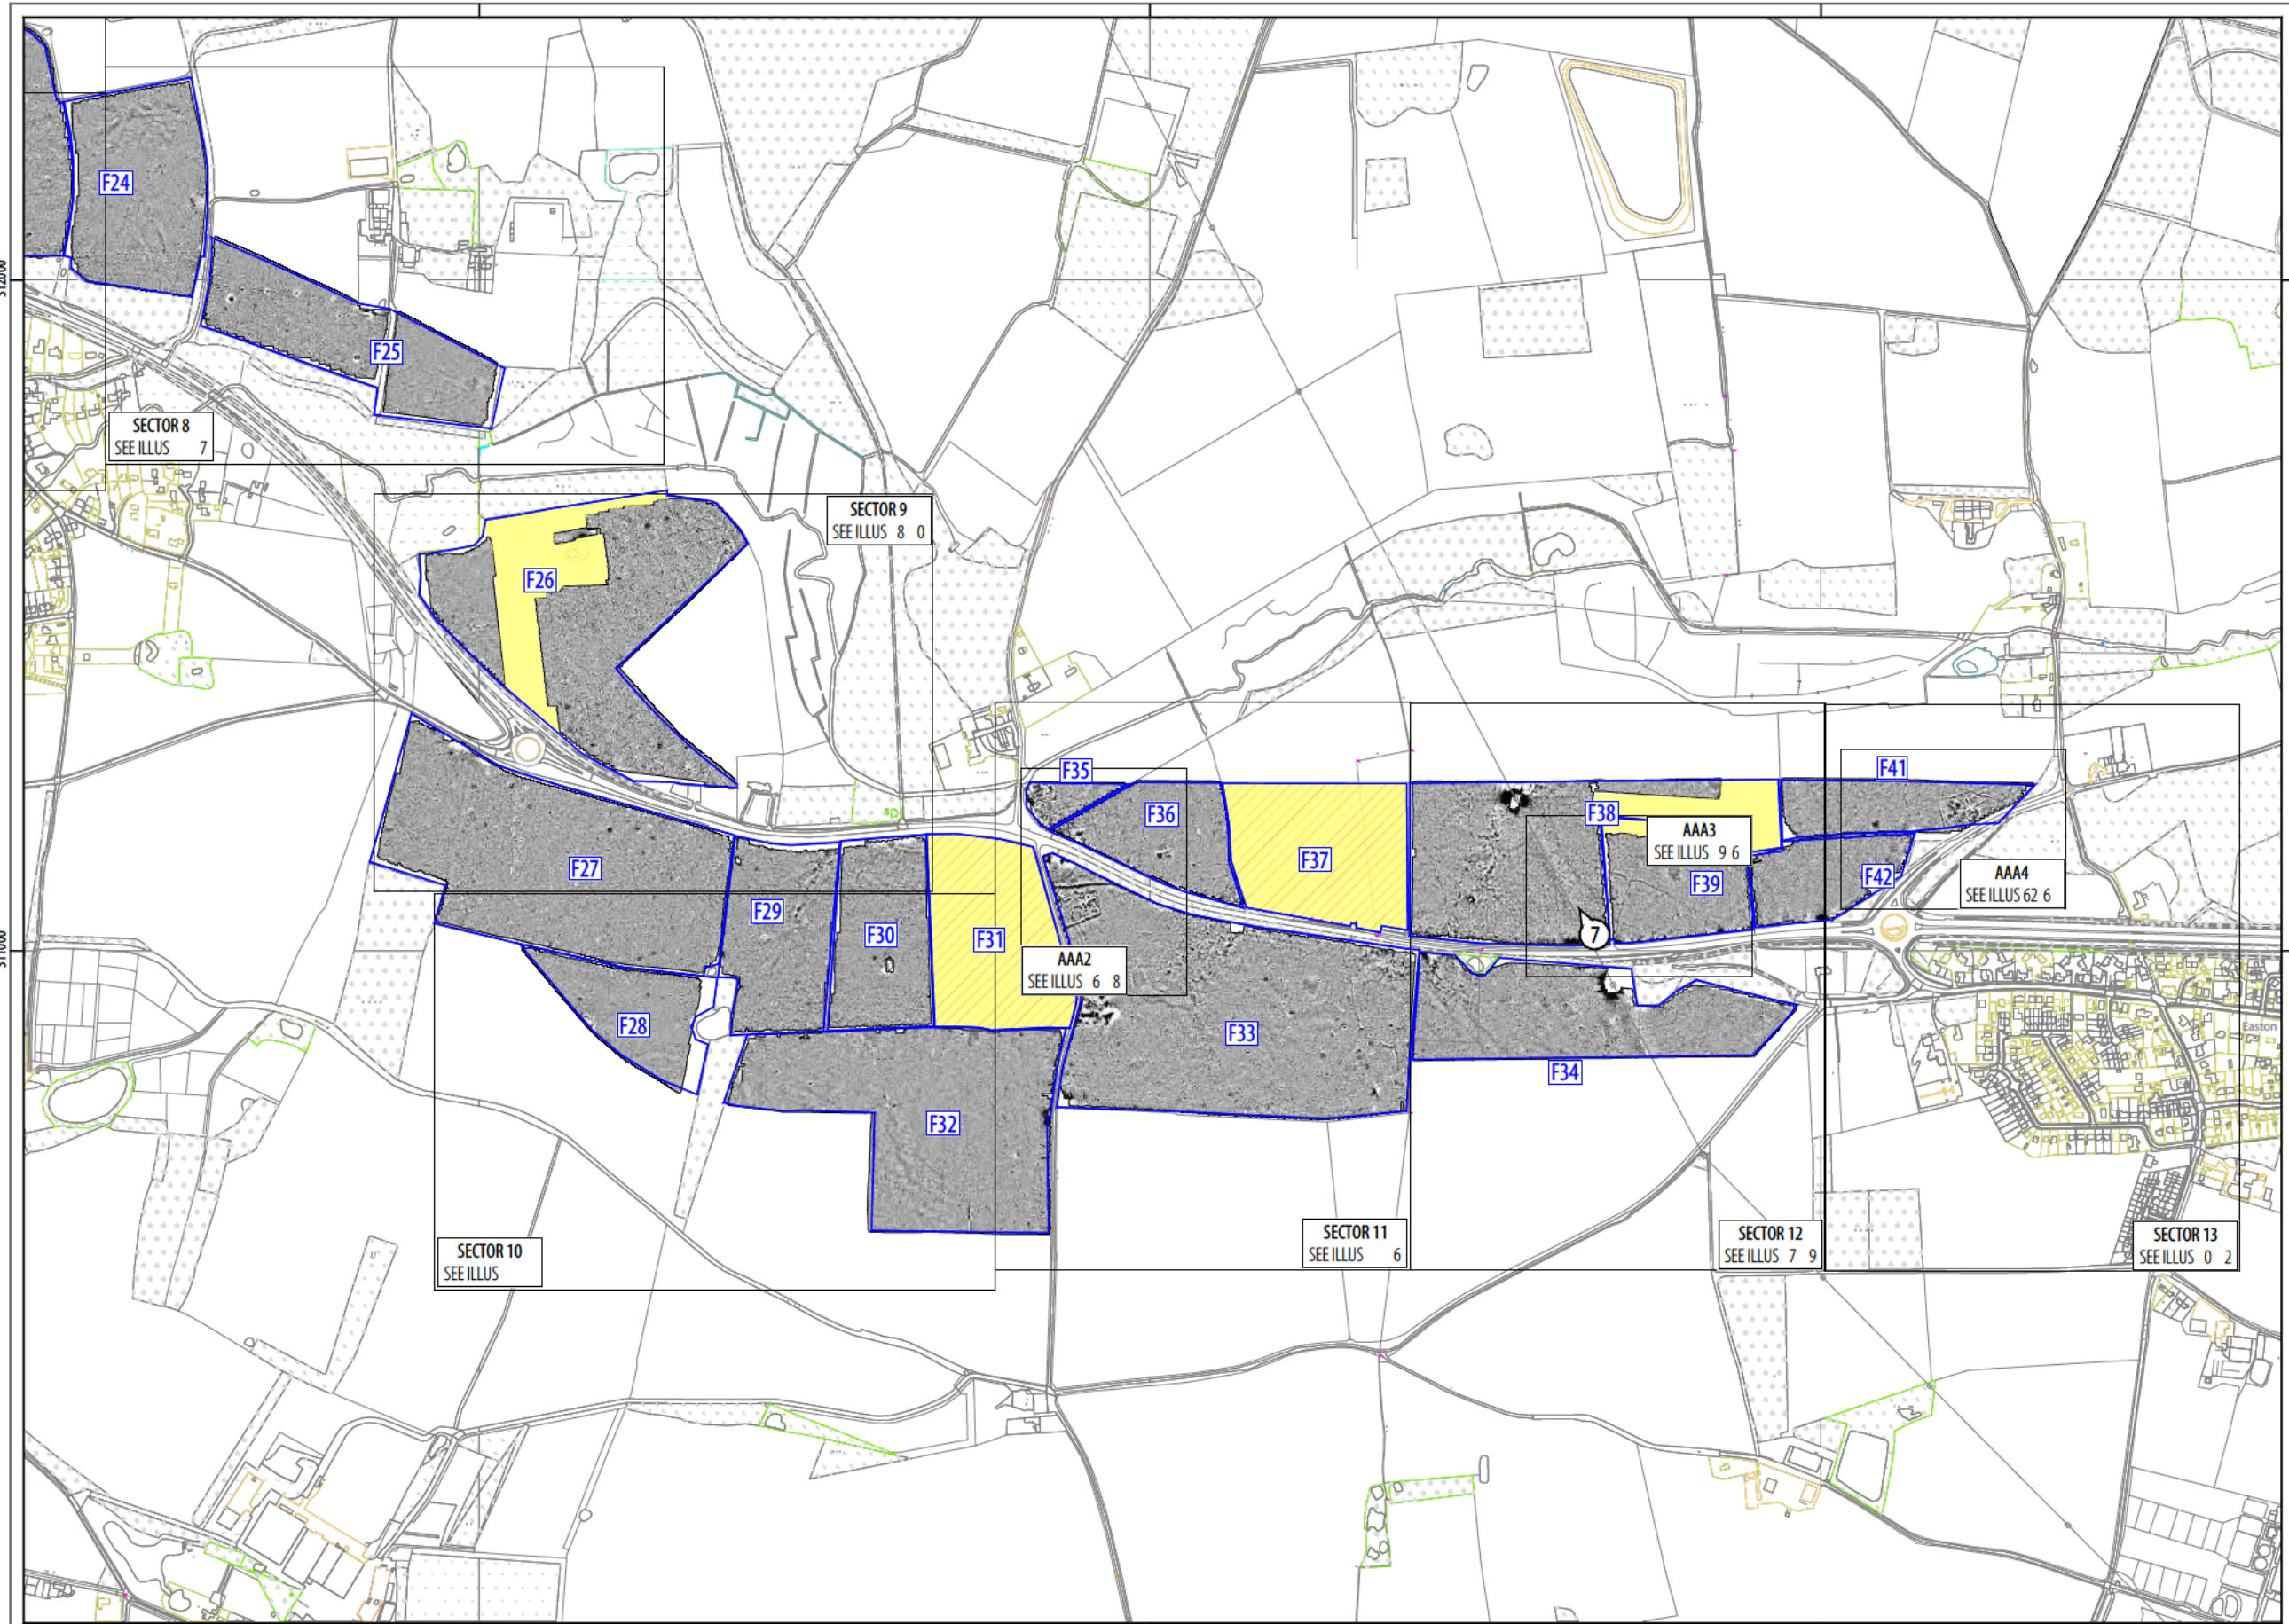 F24
312000
F25
SECTOR 8
SEE ILLUS 7
SECTOR 9
SEE ILLUS 8 0
F26
F35
F41
F36
F38
AAA3
SEE ILLUS 9 6
F37
F27
F39
F42
AAA4
SEE ILLUS 62 6
F29
F30
F31
7
311000
AAA2
SEE ILLUS 6 8
F28
F33
Easton
F34
F32
SECTOR 10
SEE ILLUS
SECTOR 11
SEE ILLUS 6
SECTOR 12
SEE ILLUS 7 9
SECTOR 13
SEE ILLUS 0 2